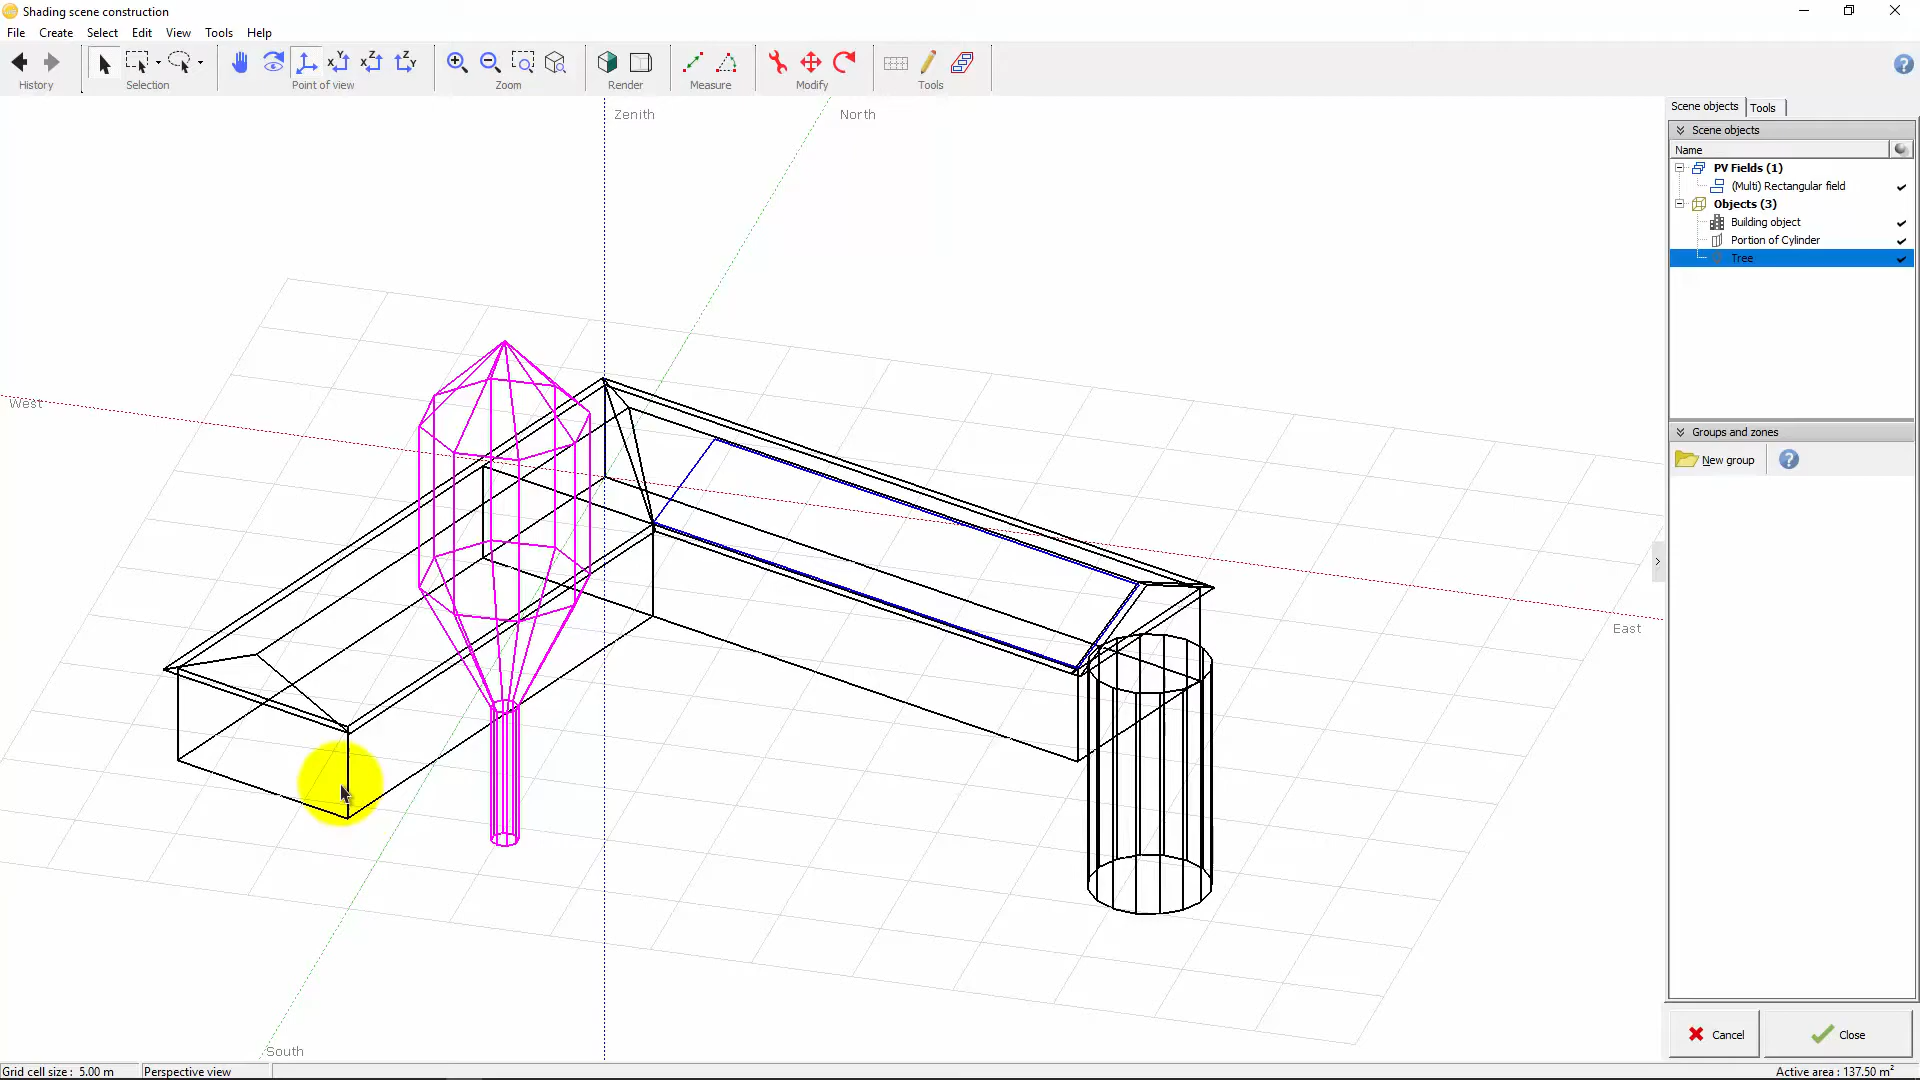 Shading scene construction
File Create Select Edit View Tools Help
History Selection Point of view Zoom Render Measure Modify Tools
Zenith
North
West
East
South
Scene objects Tools
Scene objects
Name
PV Fields (1)
(Multi) Rectangular field
Objects (3)
Building object
Portion of Cylinder
Tree
Groups and zones
New group
Cancel Close
Grid cell size : 5.00 m Perspective view Active area : 137.50 m²